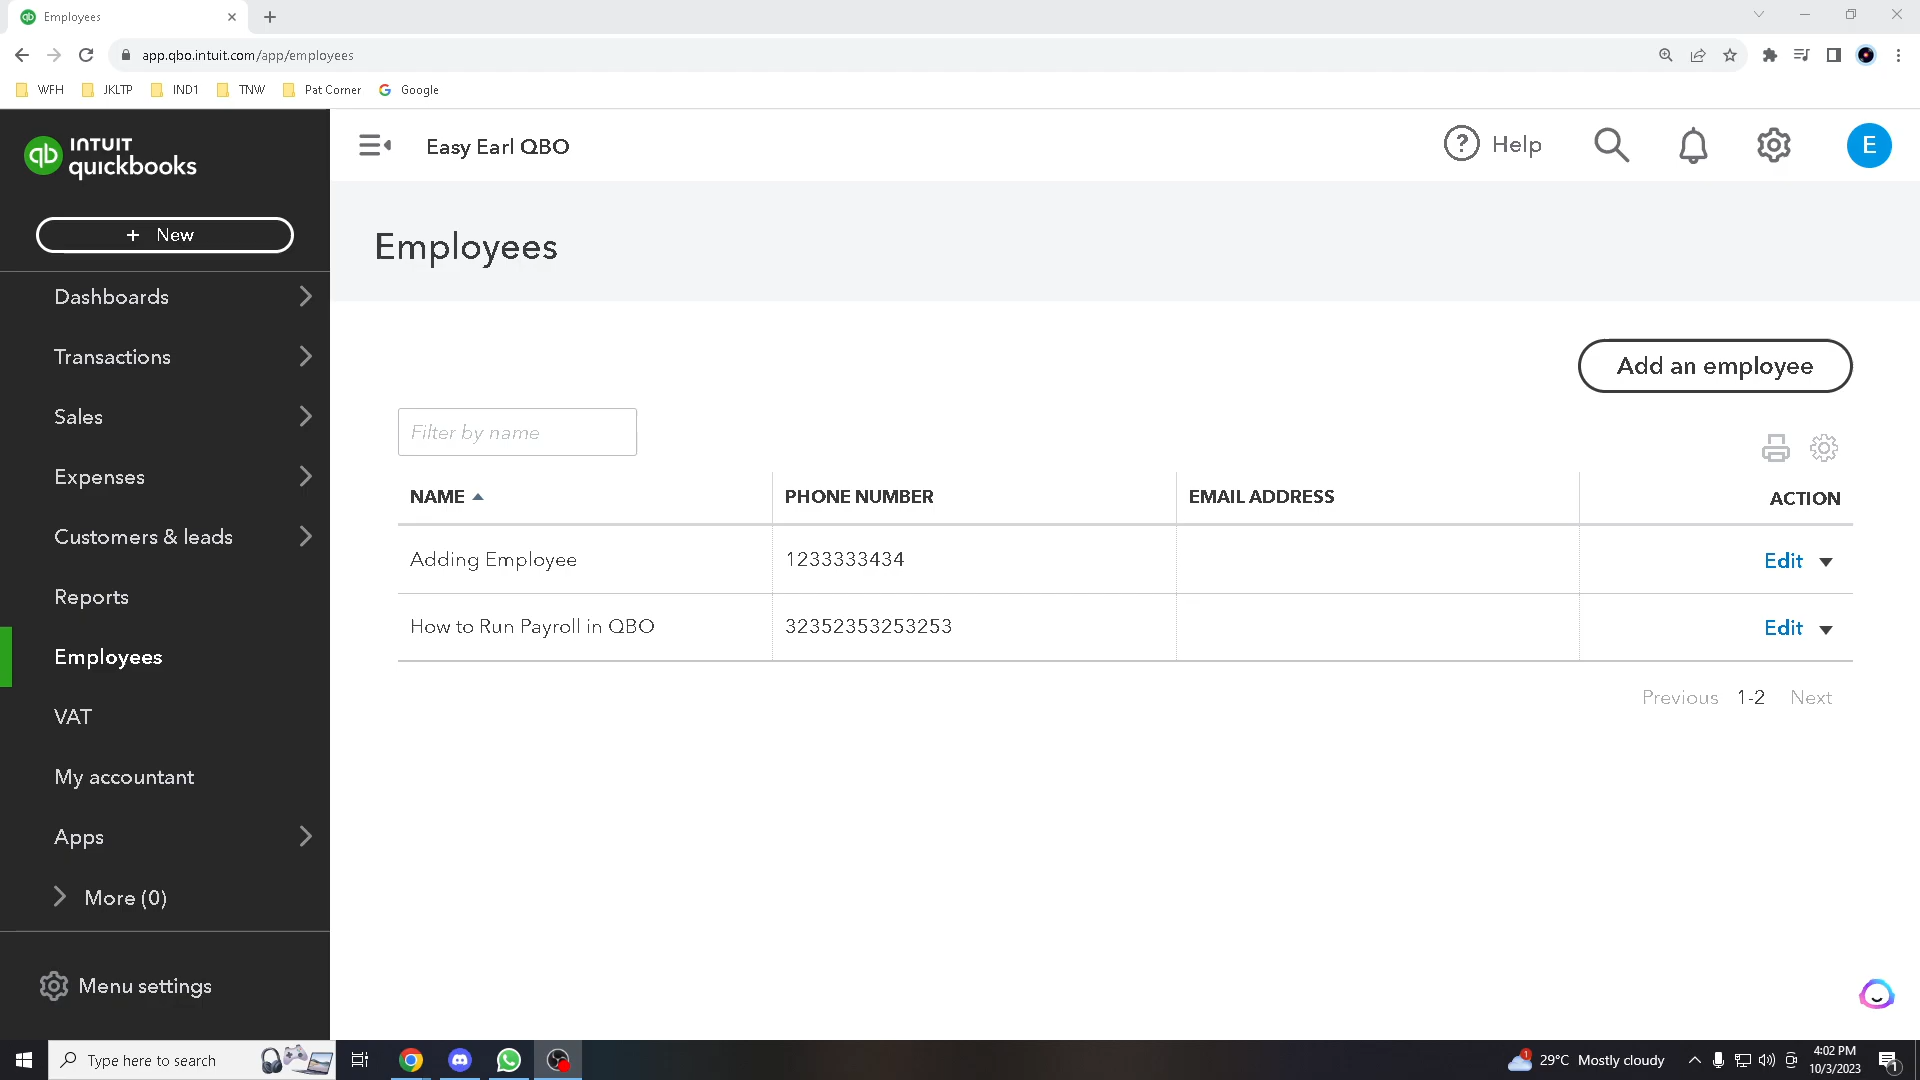 Employees
app.qbo.intuit.com/app/employees
WFH JKLTP IND1 TNW Pat Corner Google
INTUIT
quickbooks
Easy Earl QBO
Help
E
+ New
Employees
Dashboards
Transactions
Sales
Expenses
Customers & leads
Reports
Employees
VAT
My accountant
Apps
More (0)
Menu settings
Add an employee
Filter by name
NAME PHONE NUMBER EMAIL ADDRESS ACTION
Adding Employee 1233333434 Edit
How to Run Payroll in QBO 32352353253253 Edit
Previous 1-2 Next
Type here to search
1 29°C Mostly cloudy
4:02 PM
10/3/2023
1